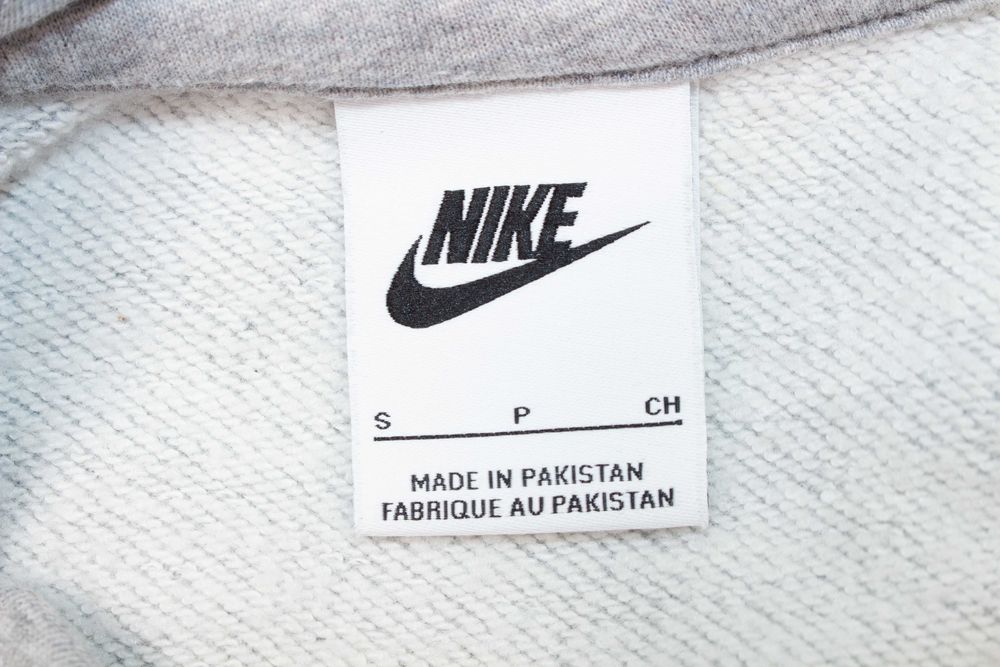 NIKE
S P CH
MADE IN PAKISTAN
FABRIQUE AU PAKISTAN